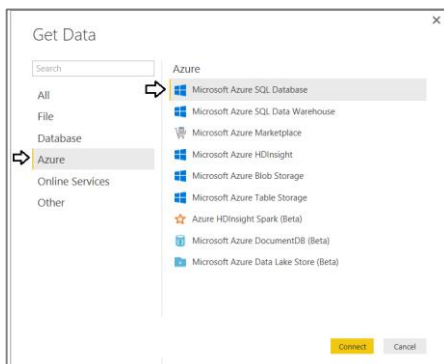 Get Data
Search
All
File
Database
Azure
Online Services
Other
Azure
Microsoft Azure SQL Database
Microsoft Azure SQL Data Warehouse
Microsoft Azure Marketplace
Microsoft Azure HDInsight
Microsoft Azure Blob Storage
Microsoft Azure Table Storage
Azure HDInsight Spark (Beta)
Microsoft Azure DocumentDB (Beta)
Microsoft Azure Data Lake Store (Beta)
Connect
Cancel